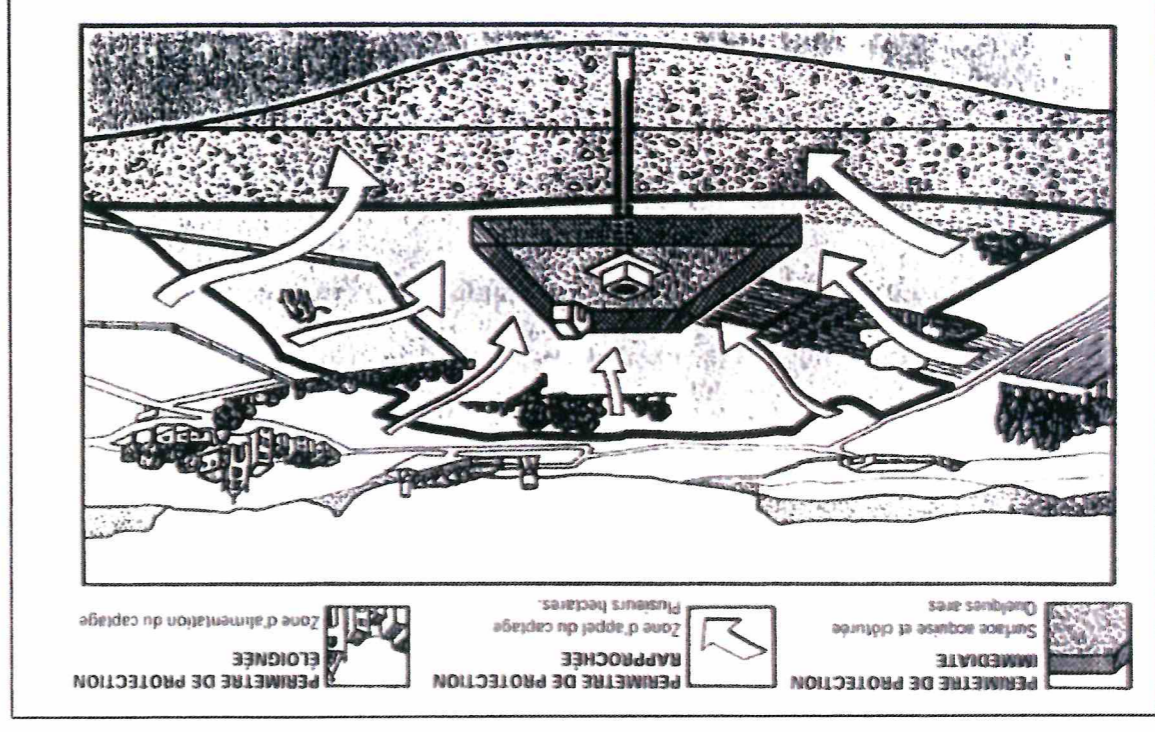 PERIMETRE DE PROTECTION
IMMEDIATE
Surface acquise et clôturée
Quelques ares
PERIMETRE DE PROTECTION
RAPPROCHÉE
Zone d'appel du captage
Plusieurs hectares.
PERIMETRE DE PROTECTION
ÉLOIGNÉE
Zone d'alimentation du captage